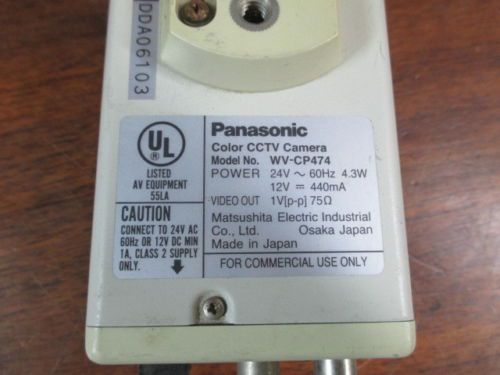 DDA06103
UL
LISTED
AV EQUIPMENT
55LA
CAUTION
CONNECT TO 24V AC
60Hz OR 12V DC MIN
1A, CLASS 2 SUPPLY
ONLY.
Panasonic
Color CCTV Camera
Model No. WV-CP474
POWER 24V ~ 60Hz 4.3W
12V ⎓ 440mA
VIDEO OUT 1V[p-p] 75Ω
Matsushita Electric Industrial
Co., Ltd. Osaka Japan
Made in Japan
FOR COMMERCIAL USE ONLY